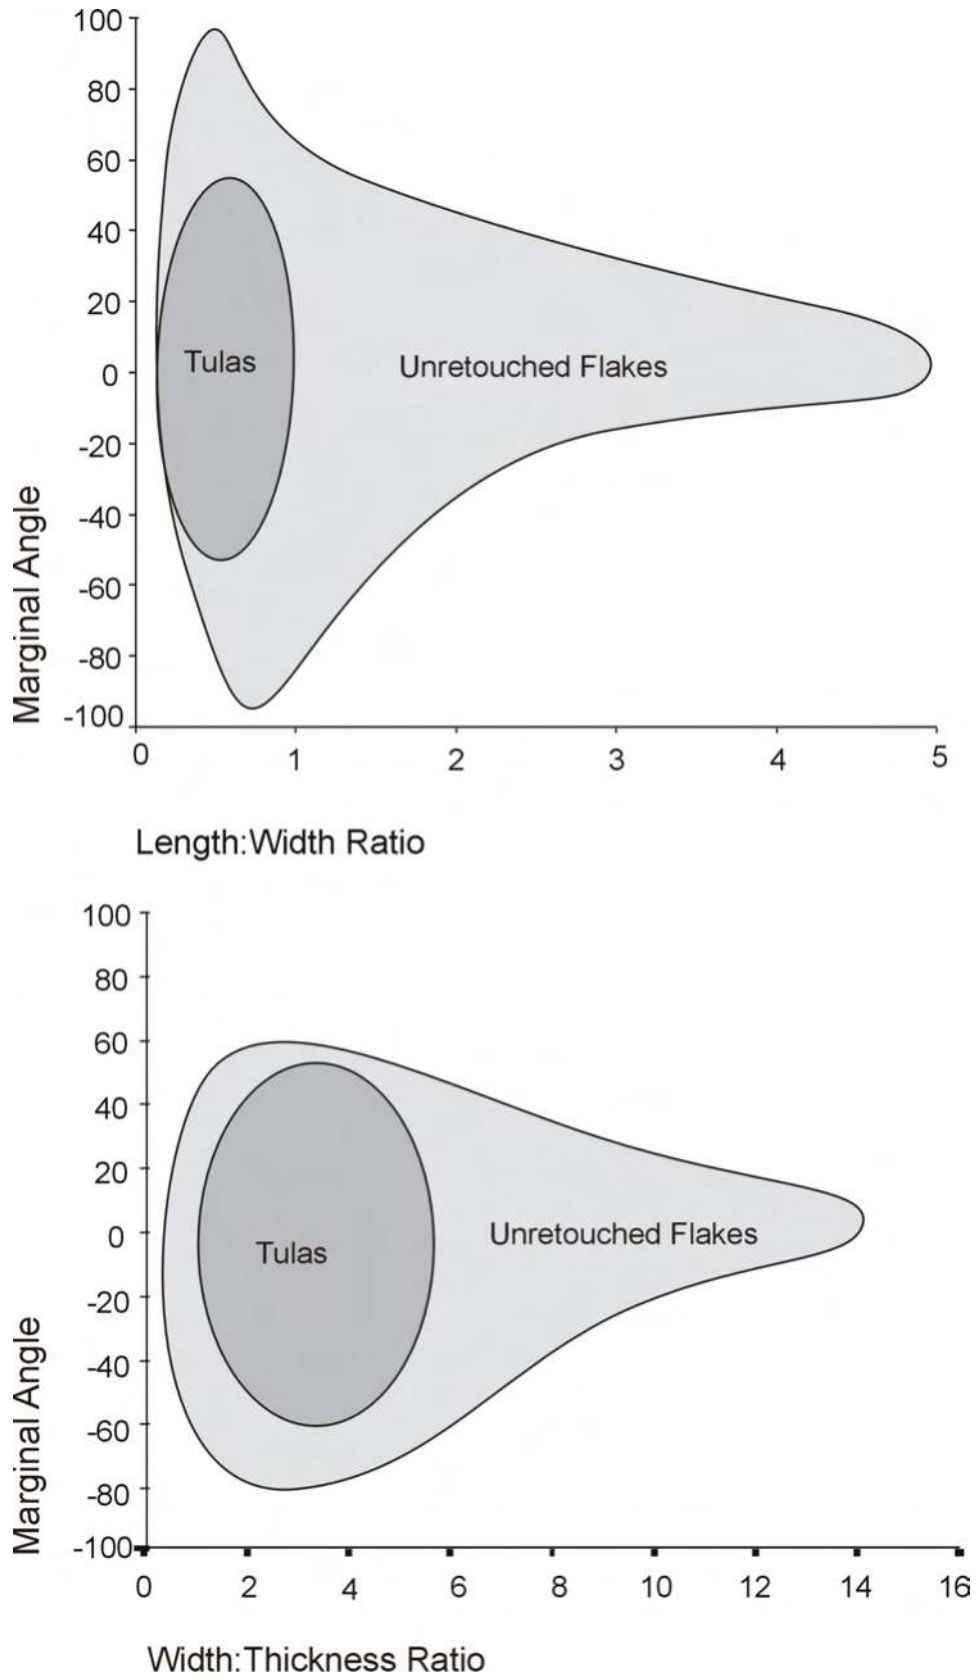 100
80
60
40
20
0
-20
-40
-60
-80
-100
Marginal Angle
Tulas
Unretouched Flakes
0 1 2 3 4 5
Length:Width Ratio
100
80
60
40
20
0
-20
-40
-60
-80
-100
Marginal Angle
Tulas
Unretouched Flakes
0 2 4 6 8 10 12 14 16
Width:Thickness Ratio